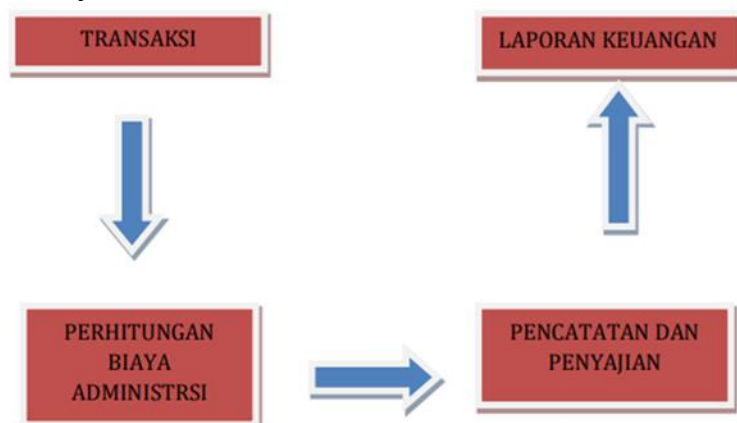 TRANSAKSI
LAPORAN KEUANGAN
PERHITUNGAN
BIAYA
ADMINISTRSI
PENCATATAN DAN
PENYAJIAN